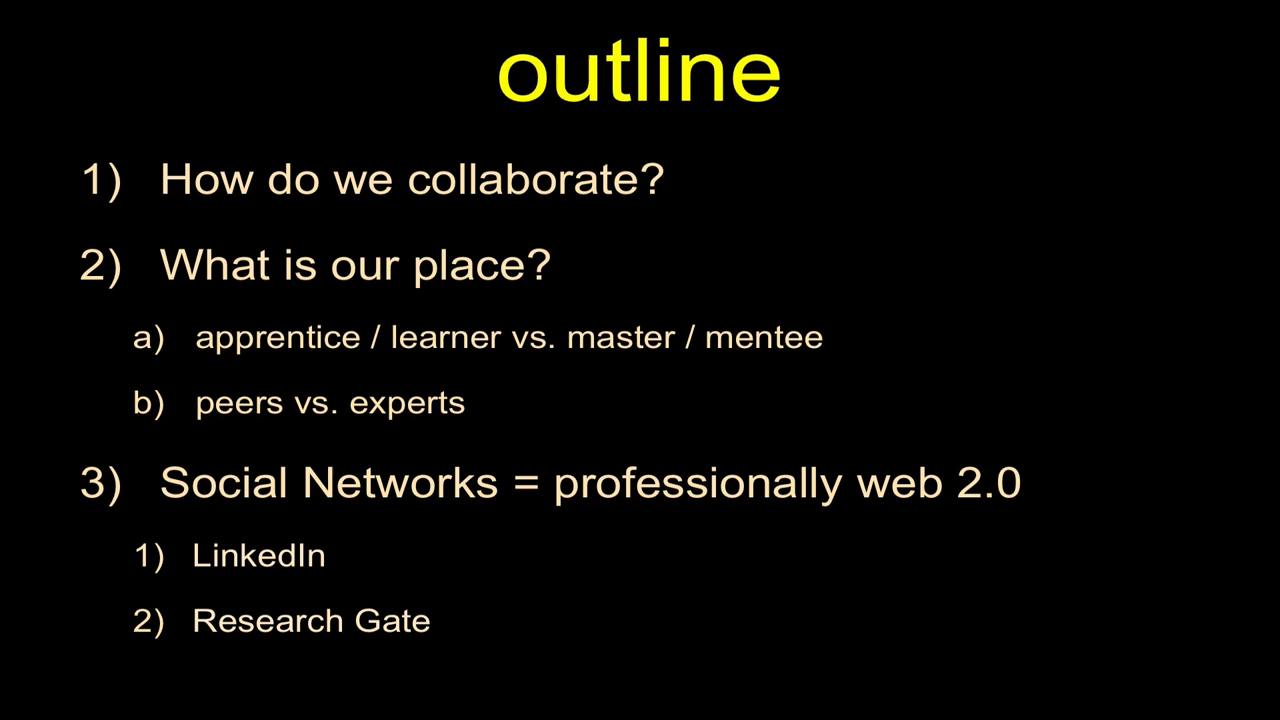 outline
1) How do we collaborate?
2) What is our place?
a) apprentice / learner vs. master / mentee
b) peers vs. experts
3) Social Networks = professionally web 2.0
1) LinkedIn
2) Research Gate